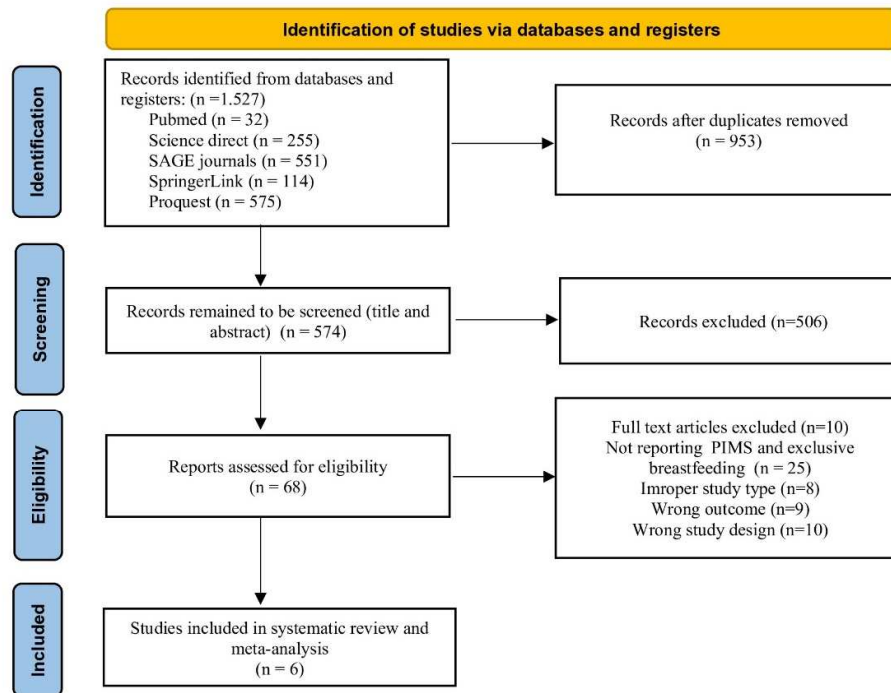 Identification of studies via databases and registers
Identification
Records identified from databases and
registers: (n =1.527)
Pubmed (n = 32)
Science direct (n = 255)
SAGE journals (n = 551)
SpringerLink (n = 114)
Proquest (n = 575)
Records after duplicates removed
(n = 953)
Screening
Records remained to be screened (title and
abstract) (n = 574)
Records excluded (n=506)
Eligibility
Reports assessed for eligibility
(n = 68)
Full text articles excluded (n=10)
Not reporting PIMS and exclusive
breastfeeding (n = 25)
Imroper study type (n=8)
Wrong outcome (n=9)
Wrong study design (n=10)
Included
Studies included in systematic review and
meta-analysis
(n = 6)